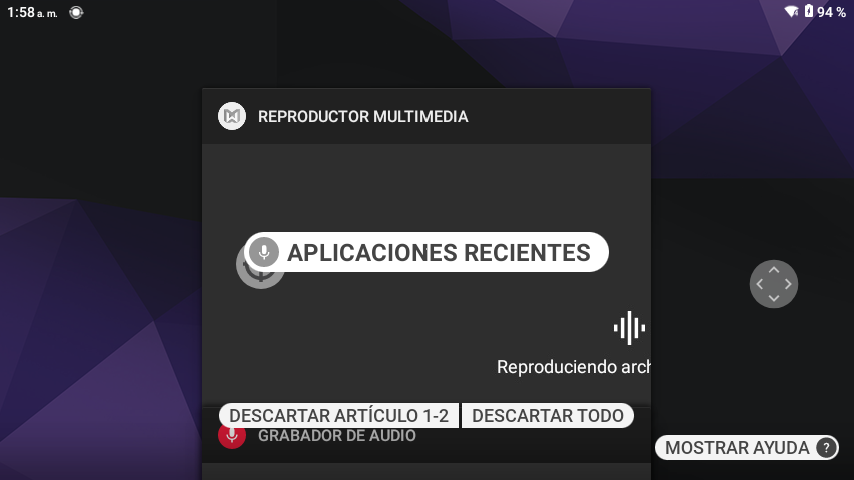 1:58 a. m.
94 %
REPRODUCTOR MULTIMEDIA
APLICACIONES RECIENTES
Reproduciendo arch
DESCARTAR ARTÍCULO 1-2
DESCARTAR TODO
GRABADOR DE AUDIO
MOSTRAR AYUDA ?